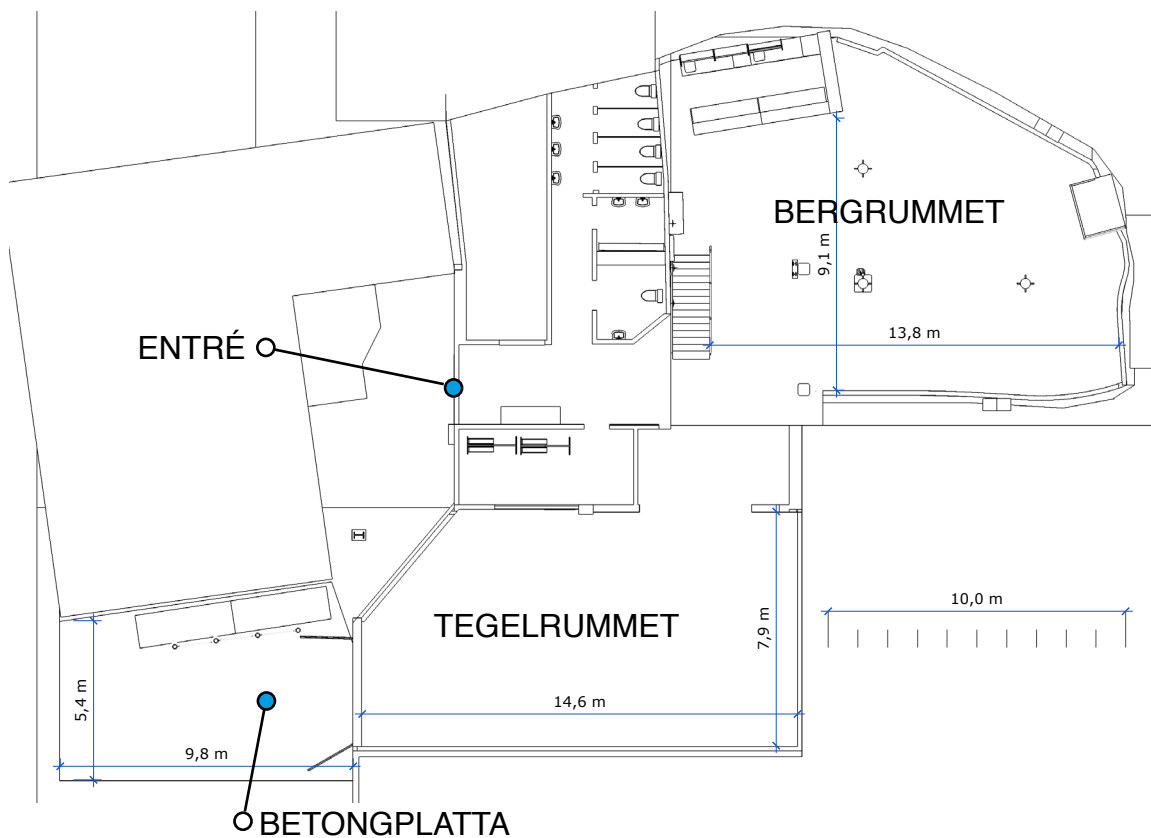 BERGRUMMET
9,1 m
13,8 m
ENTRÉ
10,0 m
TEGELRUMMET
7,9 m
5,4 m
14,6 m
9,8 m
BETONGPLATTA